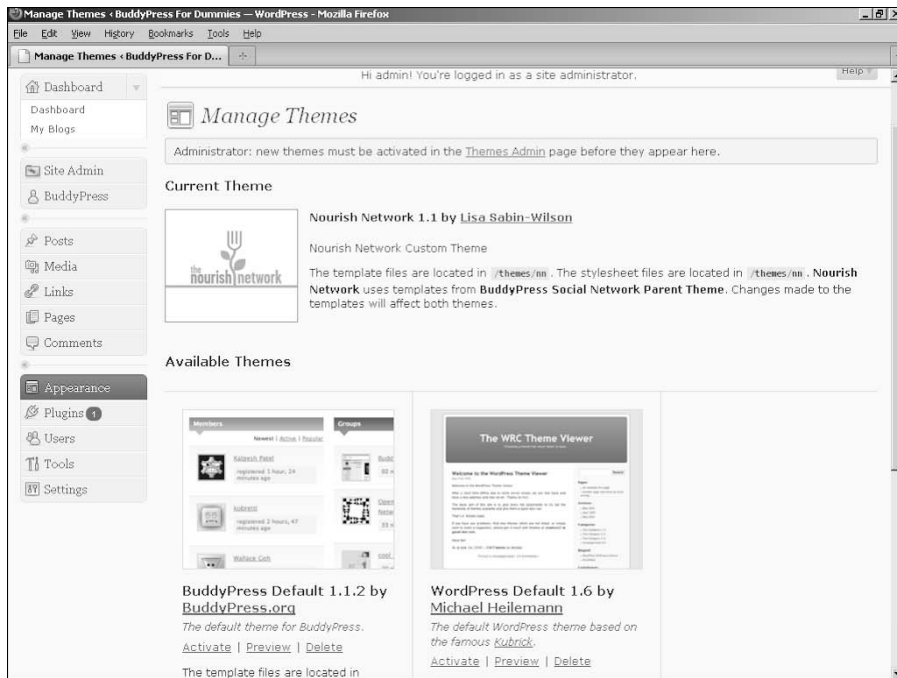 Manage Themes ‹ BuddyPress For Dummies — WordPress - Mozilla Firefox
File Edit View History Bookmarks Tools Help
Manage Themes ‹ BuddyPress For D...
Hi admin! You're logged in as a site administrator.
Help
Dashboard
Dashboard
My Blogs
Site Admin
BuddyPress
Posts
Media
Links
Pages
Comments
Appearance
Plugins 1
Users
Tools
Settings
Manage Themes
Administrator: new themes must be activated in the Themes Admin page before they appear here.
Current Theme
the nourish network
Nourish Network 1.1 by Lisa Sabin-Wilson
Nourish Network Custom Theme
The template files are located in /themes/nn . The stylesheet files are located in /themes/nn . Nourish
Network uses templates from BuddyPress Social Network Parent Theme. Changes made to the
templates will affect both themes.
Available Themes
Members
Newest | Active | Popular
Kalpesh Patel
registered 1 hour, 24
minutes ago
kobretti
registered 2 hours, 47
minutes ago
Wallace Goh
Groups
The WRC Theme Viewer
Welcome to the WordPress Theme Viewer
BuddyPress Default 1.1.2 by
BuddyPress.org
The default theme for BuddyPress.
Activate | Preview | Delete
The template files are located in
WordPress Default 1.6 by
Michael Heilemann
The default WordPress theme based on
the famous Kubrick.
Activate | Preview | Delete